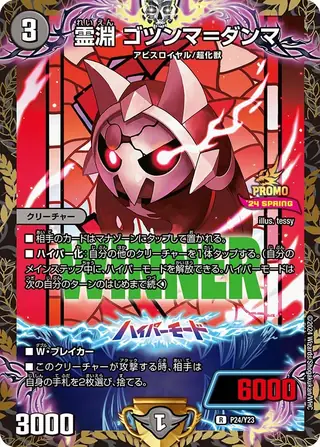 3
れいえん
霊淵 ゴツンマーダンマ
アビスロイヤル/超化獣
PROMO
'24 SPRING
illus. tessy
クリーチャー
■相手のカードはマナゾーンにタップして置かれる。
■ハイパー化:自分の他のクリーチャーを1体タップする。(自分の
メインステップ中に、ハイパーモードを解放できる。ハイパーモードは
次の自分のターンのはじめまで続く)
WINNER
ハイパーモード
■W・ブレイカー
■このクリーチャーが攻撃する時、相手は
自身の手札を2枚選び、捨てる。
6000
R P24/Y23
3000
1